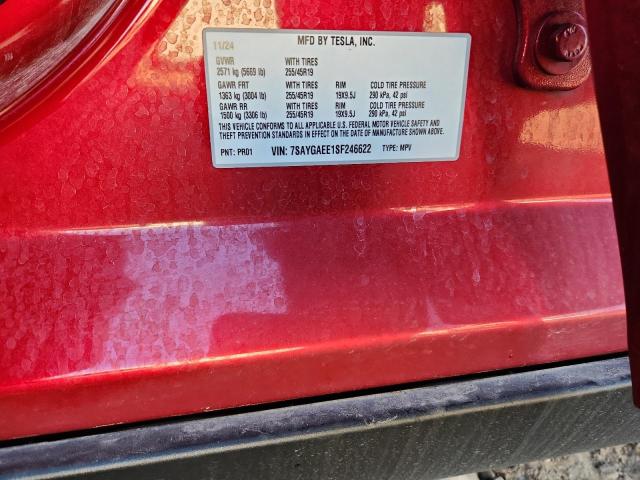 11/24 MFD BY TESLA, INC.
GVWR WITH TIRES
2571 kg (5669 lb) 255/45R19
GAWR FRT WITH TIRES RIM COLD TIRE PRESSURE
1363 kg (3004 lb) 255/45R19 19X9.5J 290 kPa, 42 psi
GAWR RR WITH TIRES RIM COLD TIRE PRESSURE
1500 kg (3306 lb) 255/45R19 19X9.5J 290 kPa, 42 psi
THIS VEHICLE CONFORMS TO ALL APPLICABLE U.S. FEDERAL MOTOR VEHICLE SAFETY AND
THEFT PREVENTION STANDARDS IN EFFECT ON THE DATE OF MANUFACTURE SHOWN ABOVE.
PNT: PR01 VIN: 7SAYGAEE1SF246622 TYPE: MPV